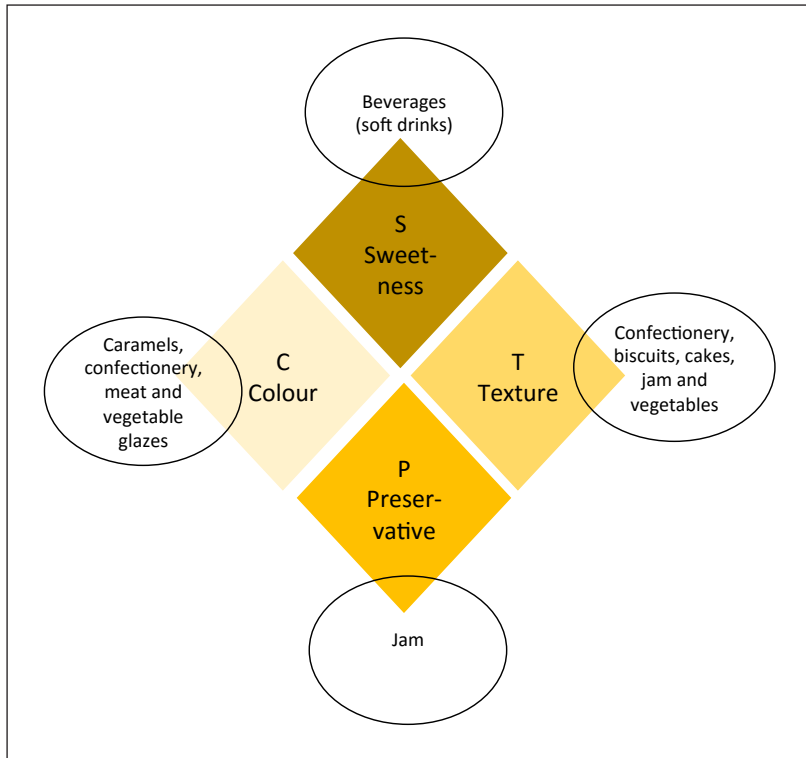 Beverages
(soft drinks)
S
Sweet-
ness
Caramels,
confectionery,
meat and
vegetable
glazes
C
Colour
T
Texture
Confectionery,
biscuits, cakes,
jam and
vegetables
P
Preser-
vative
Jam